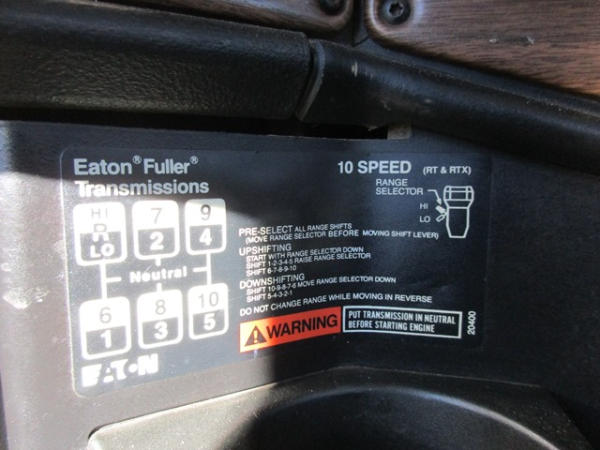 Eaton® Fuller®
Transmissions
10 SPEED (RT & RTX)
RANGE
SELECTOR
HI
LO
HI
R
LO
7
2
9
4
Neutral
6
1
8
3
10
5
PRE-SELECT ALL RANGE SHIFTS
(MOVE RANGE SELECTOR BEFORE MOVING SHIFT LEVER)
UPSHIFTING
START WITH RANGE SELECTOR DOWN
SHIFT 1-2-3-4-5 RAISE RANGE SELECTOR
SHIFT 6-7-8-9-10
DOWNSHIFTING
SHIFT 10-9-8-7-6 MOVE RANGE SELECTOR DOWN
SHIFT 5-4-3-2-1
DO NOT CHANGE RANGE WHILE MOVING IN REVERSE
WARNING
PUT TRANSMISSION IN NEUTRAL
BEFORE STARTING ENGINE
20400
EATON